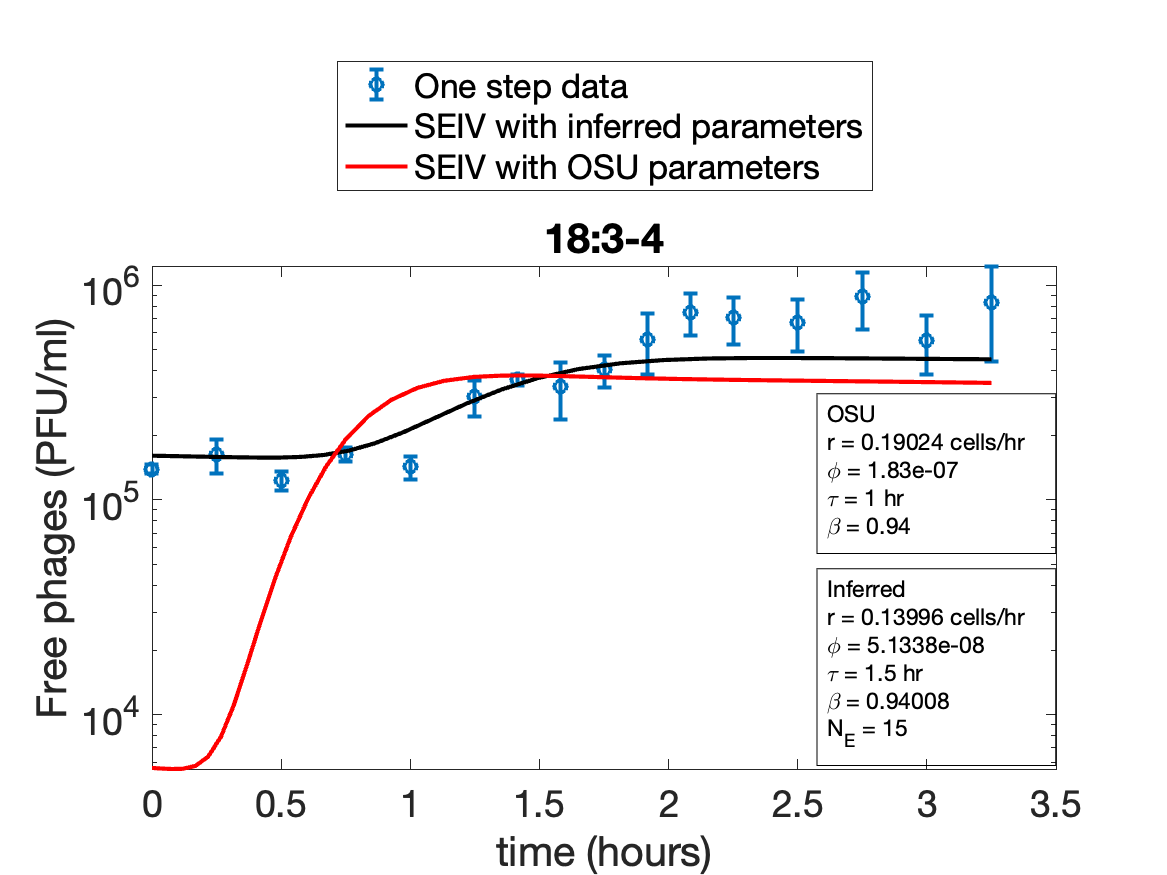 One step data
SEIV with inferred parameters
SEIV with OSU parameters
18:3-4
Free phages (PFU/ml)
10^6
10^5
10^4
OSU
r = 0.19024 cells/hr
ϕ = 1.83e-07
τ = 1 hr
β = 0.94
Inferred
r = 0.13996 cells/hr
ϕ = 5.1338e-08
τ = 1.5 hr
β = 0.94008
N_E = 15
0 0.5 1 1.5 2 2.5 3 3.5
time (hours)